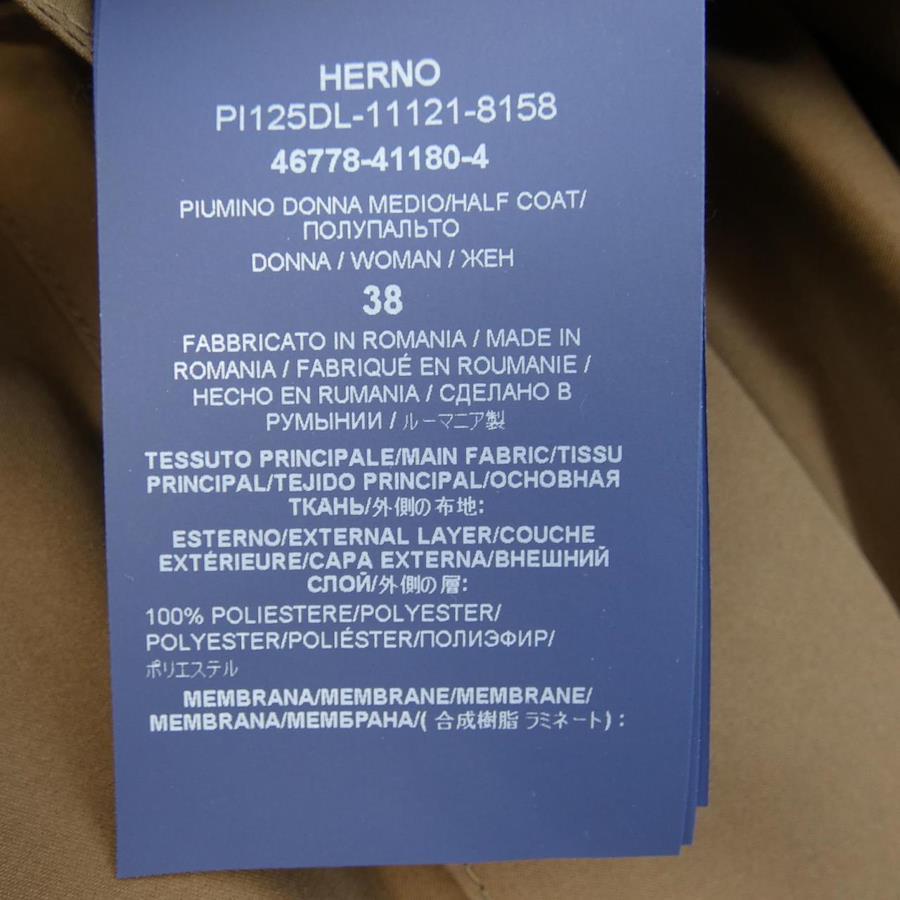 HERNO
PI125DL-11121-8158
46778-41180-4
PIUMINO DONNA MEDIO/HALF COAT/
ПОЛУПАЛЬТО
DONNA / WOMAN / ЖЕН
38
FABBRICATO IN ROMANIA / MADE IN
ROMANIA / FABRIQUÉ EN ROUMANIE /
HECHO EN RUMANIA / СДЕЛАНО В
РУМЫНИИ / ルーマニア製
TESSUTO PRINCIPALE/MAIN FABRIC/TISSU
PRINCIPAL/TEJIDO PRINCIPAL/ОСНОВНАЯ
ТКАНЬ/外側の布地:
ESTERNO/EXTERNAL LAYER/COUCHE
EXTÉRIEURE/CAPA EXTERNA/ВНЕШНИЙ
СЛОЙ/外側の層:
100% POLIESTERE/POLYESTER/
POLYESTER/POLIÉSTER/ПОЛИЭФИР/
ポリエステル
MEMBRANA/MEMBRANE/MEMBRANE/
MEMBRANA/МЕМБРАНА/( 合成樹脂 ラミネート) :